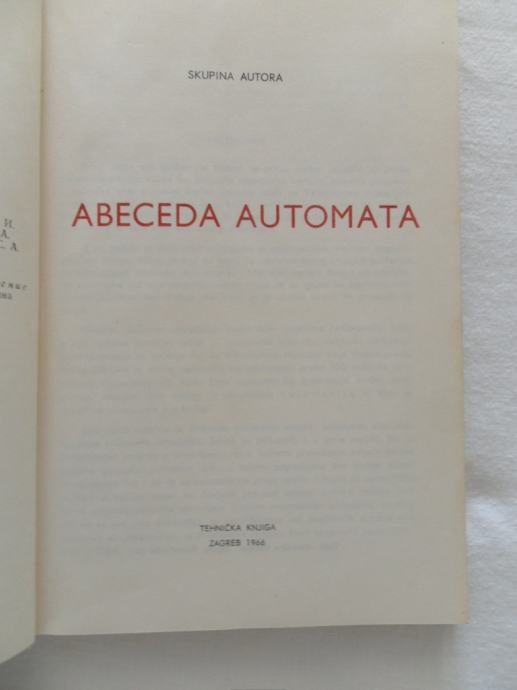 И.
А.
С. А.
SKUPINA AUTORA
ABECEDA AUTOMATA
TEHNIČKA KNJIGA
ZAGREB 1966